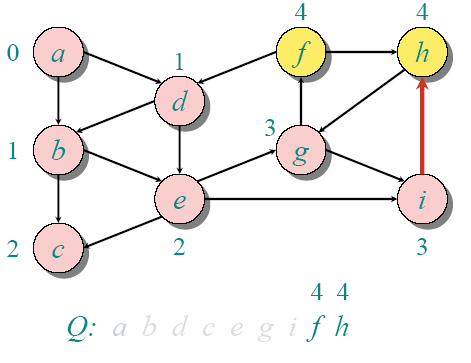 4 4
0 a f h
1
d
3
1 b g
e i
2 c 2 3
4 4
Q: a b d c e g i f h